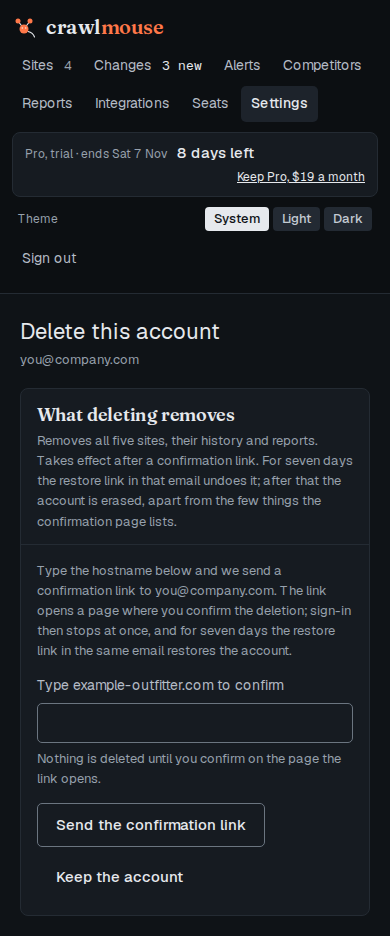 crawlmouse
Sites 4 Changes 3 new Alerts Competitors
Reports Integrations Seats Settings
Pro, trial · ends Sat 7 Nov 8 days left
Keep Pro, $19 a month
Theme System Light Dark
Sign out
Delete this account
you@company.com
What deleting removes
Removes all five sites, their history and reports.
Takes effect after a confirmation link. For seven days
the restore link in that email undoes it; after that the
account is erased, apart from the few things the
confirmation page lists.
Type the hostname below and we send a
confirmation link to you@company.com. The link
opens a page where you confirm the deletion; sign-in
then stops at once, and for seven days the restore
link in the same email restores the account.
Type example-outfitter.com to confirm
Nothing is deleted until you confirm on the page the
link opens.
Send the confirmation link
Keep the account